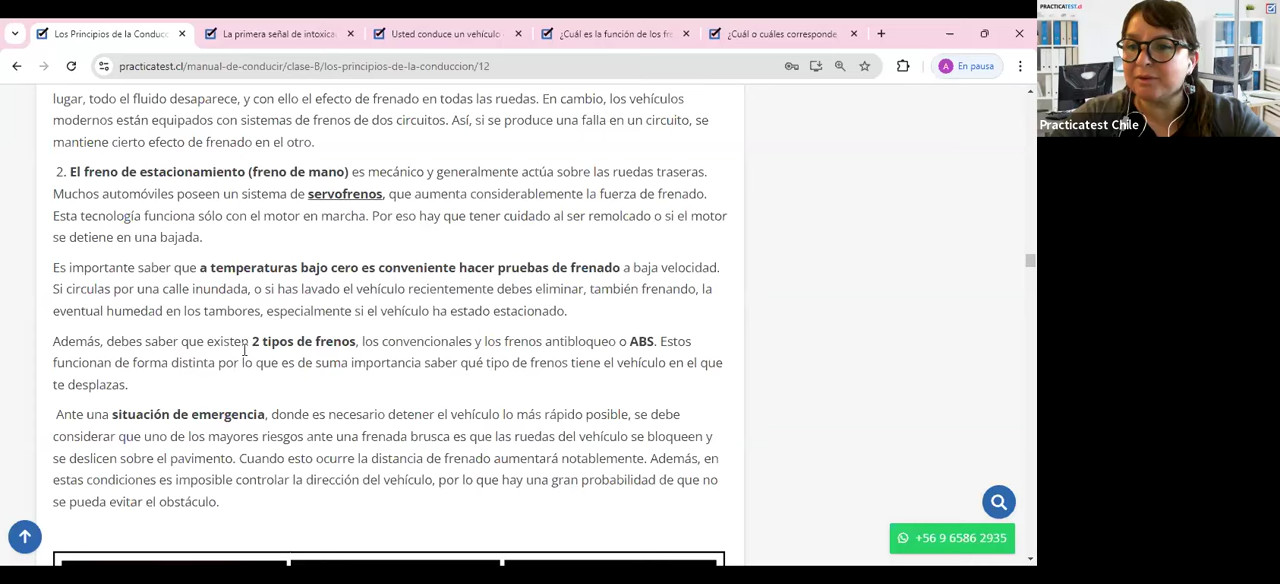 Los Principios de la Conduc
La primera señal de intoxica
Usted conduce un vehículo
¿Cuál es la función de los fre
¿Cuál o cuáles corresponde
practicatest.cl/manual-de-conducir/clase-B/los-principios-de-la-conduccion/12
A
En pausa
PRACTICATEST.cl
Practicatest Chile
lugar, todo el fluido desaparece, y con ello el efecto de frenado en todas las ruedas. En cambio, los vehículos
modernos están equipados con sistemas de frenos de dos circuitos. Así, si se produce una falla en un circuito, se
mantiene cierto efecto de frenado en el otro.
2. El freno de estacionamiento (freno de mano) es mecánico y generalmente actúa sobre las ruedas traseras.
Muchos automóviles poseen un sistema de servofrenos, que aumenta considerablemente la fuerza de frenado.
Esta tecnología funciona sólo con el motor en marcha. Por eso hay que tener cuidado al ser remolcado o si el motor
se detiene en una bajada.
Es importante saber que a temperaturas bajo cero es conveniente hacer pruebas de frenado a baja velocidad.
Si circulas por una calle inundada, o si has lavado el vehículo recientemente debes eliminar, también frenando, la
eventual humedad en los tambores, especialmente si el vehículo ha estado estacionado.
Además, debes saber que existen 2 tipos de frenos, los convencionales y los frenos antibloqueo o ABS. Estos
funcionan de forma distinta por lo que es de suma importancia saber qué tipo de frenos tiene el vehículo en el que
te desplazas.
Ante una situación de emergencia, donde es necesario detener el vehículo lo más rápido posible, se debe
considerar que uno de los mayores riesgos ante una frenada brusca es que las ruedas del vehículo se bloqueen y
se deslicen sobre el pavimento. Cuando esto ocurre la distancia de frenado aumentará notablemente. Además, en
estas condiciones es imposible controlar la dirección del vehículo, por lo que hay una gran probabilidad de que no
se pueda evitar el obstáculo.
+56 9 6586 2935